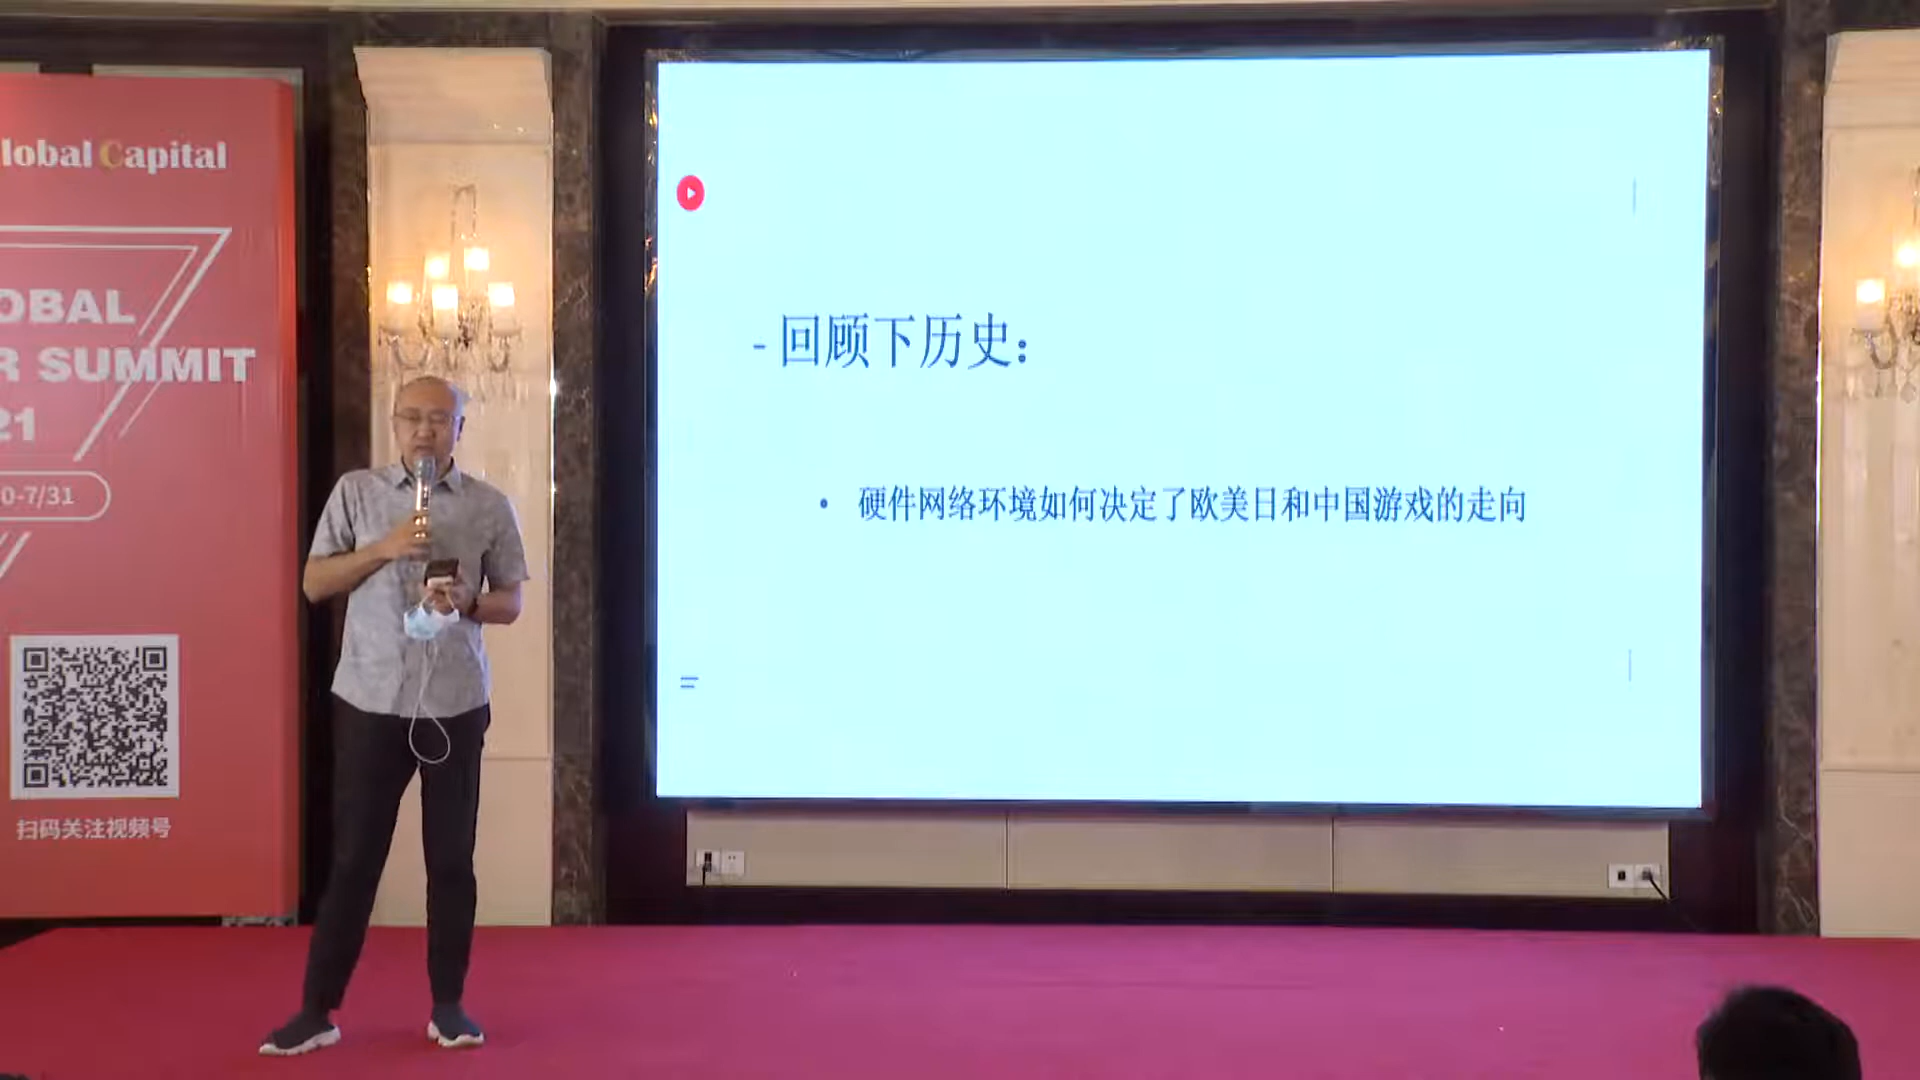 lobal Capital
OBAL
R SUMMIT
21
0-7/31
扫码关注视频号
- 回顾下历史：
• 硬件网络环境如何决定了欧美日和中国游戏的走向